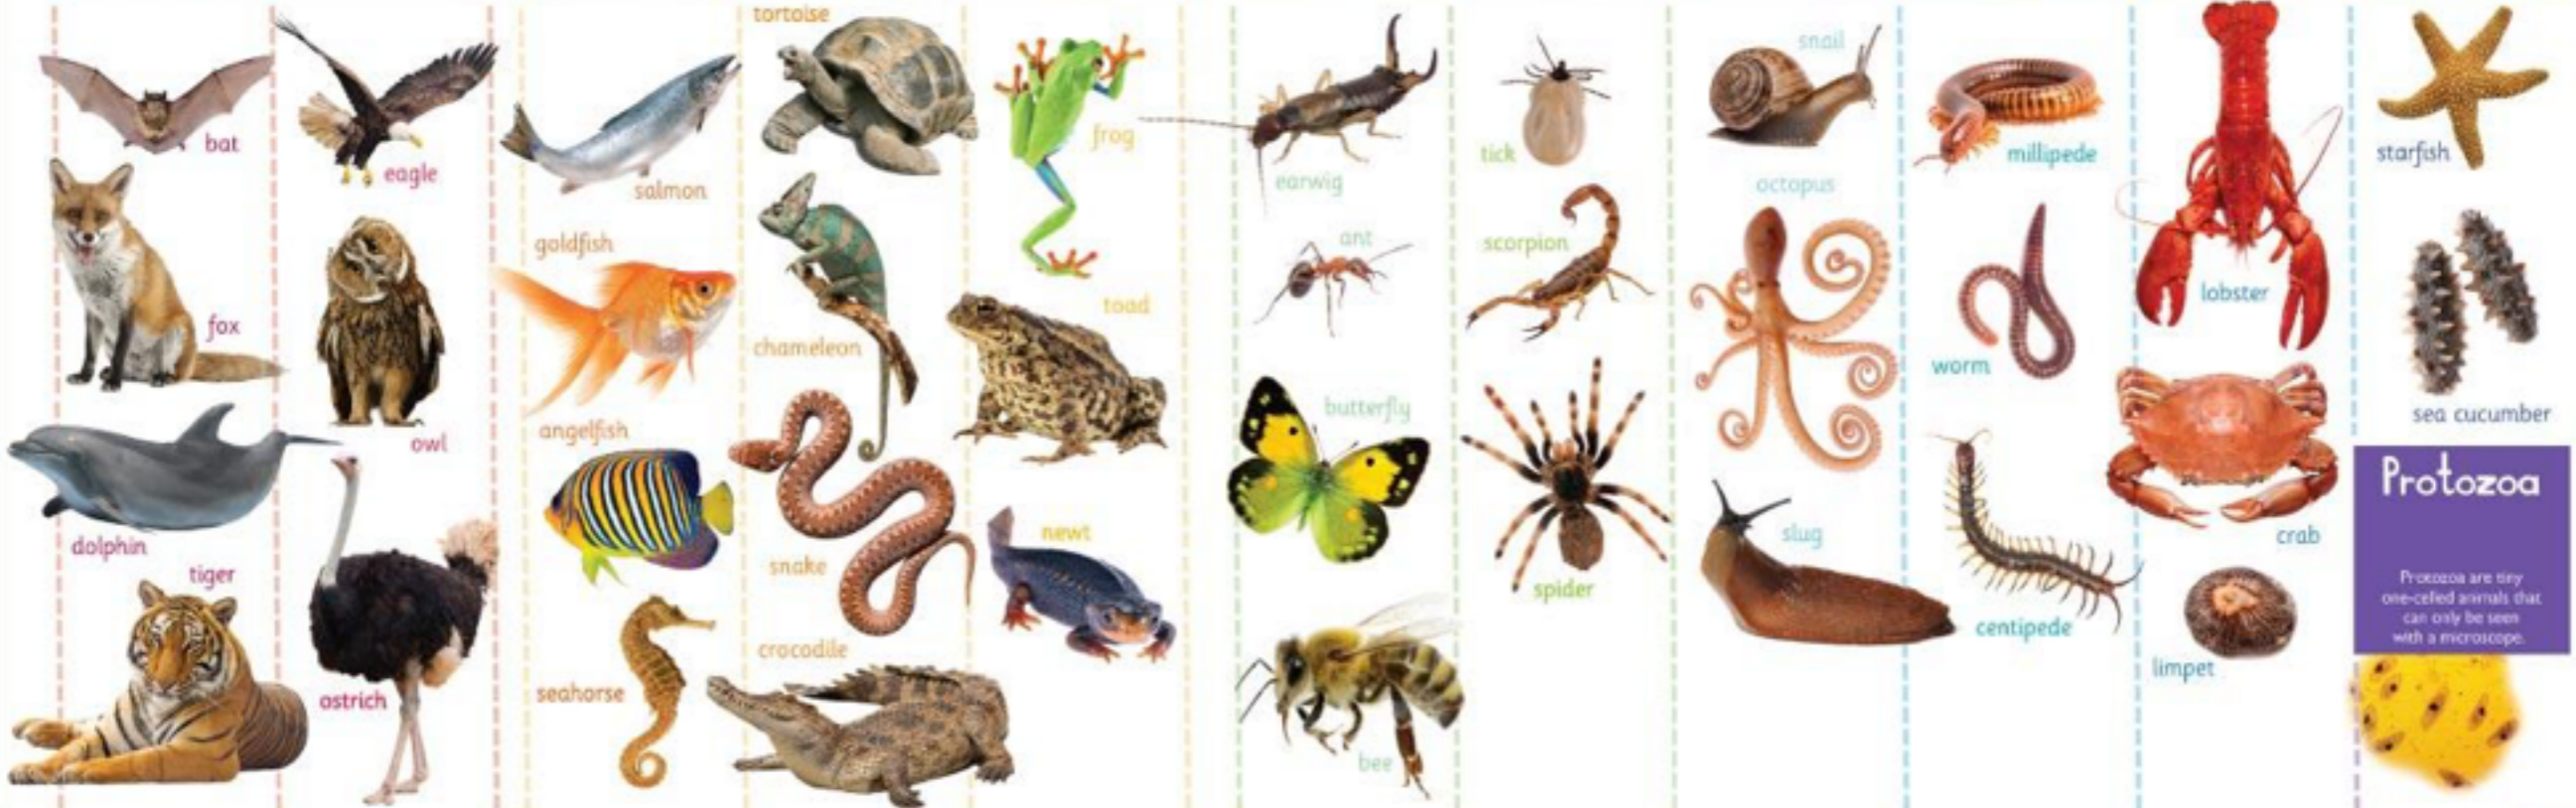 bat
fox
dolphin
tiger
eagle
owl
ostrich
salmon
goldfish
angelfish
seahorse
tortoise
chameleon
snake
crocodile
frog
toad
newt
earwig
ant
butterfly
bee
tick
scorpion
spider
snail
octopus
slug
millipede
worm
centipede
lobster
crab
limpet
starfish
sea cucumber
Protozoa
Protozoa are tiny
one-celled animals that
can only be seen
with a microscope.